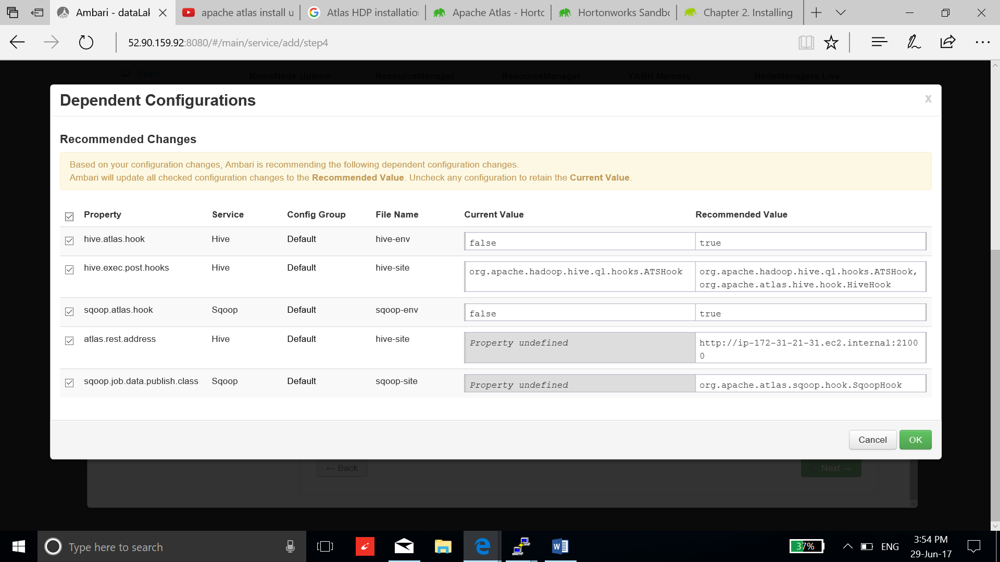 Ambari - dataLal
apache atlas install u
Atlas HDP installatio
Apache Atlas - Hortc
Hortonworks Sandbo
Chapter 2. Installing
52.90.159.92:8080/#/main/service/add/step4
Slider
NameNode Uptime
ResourceManager
ResourceManager
YARN Memory
NodeManagers Live
Dependent Configurations
x
Recommended Changes
Based on your configuration changes, Ambari is recommending the following dependent configuration changes.
Ambari will update all checked configuration changes to the Recommended Value. Uncheck any configuration to retain the Current Value.
Property Service Config Group File Name Current Value Recommended Value
hive.atlas.hook Hive Default hive-env false true
hive.exec.post.hooks Hive Default hive-site org.apache.hadoop.hive.ql.hooks.ATSHook org.apache.hadoop.hive.ql.hooks.ATSHook,
org.apache.atlas.hive.hook.HiveHook
sqoop.atlas.hook Sqoop Default sqoop-env false true
atlas.rest.address Hive Default hive-site Property undefined http://ip-172-31-21-31.ec2.internal:2100
0
sqoop.job.data.publish.class Sqoop Default sqoop-site Property undefined org.apache.atlas.sqoop.hook.SqoopHook
Cancel
OK
← Back
Next →
Type here to search
37%
ENG
3:54 PM
29-Jun-17